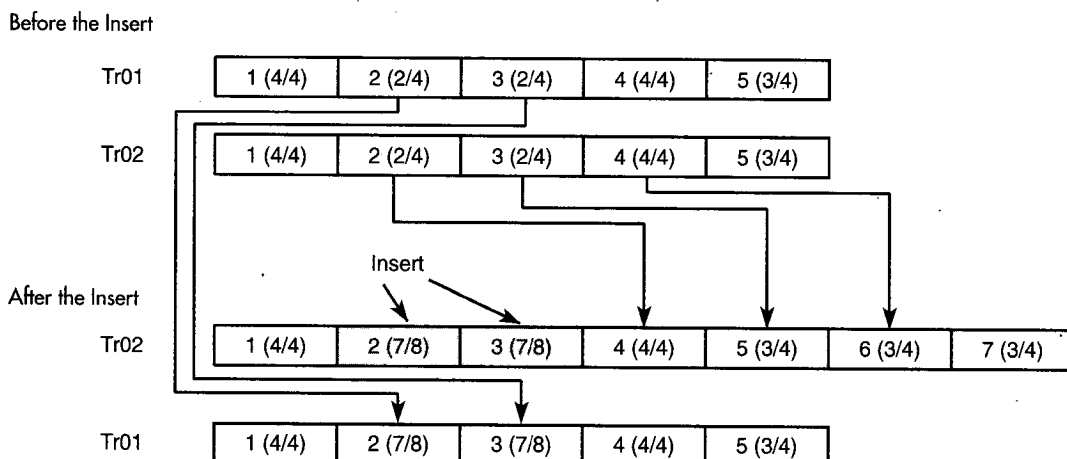 Before the Insert
Tr01 1 (4/4) 2 (2/4) 3 (2/4) 4 (4/4) 5 (3/4)
Tr02 1 (4/4) 2 (2/4) 3 (2/4) 4 (4/4) 5 (3/4)
Insert
After the Insert
Tr02 1 (4/4) 2 (7/8) 3 (7/8) 4 (4/4) 5 (3/4) 6 (3/4) 7 (3/4)
Tr01 1 (4/4) 2 (7/8) 3 (7/8) 4 (4/4) 5 (3/4)